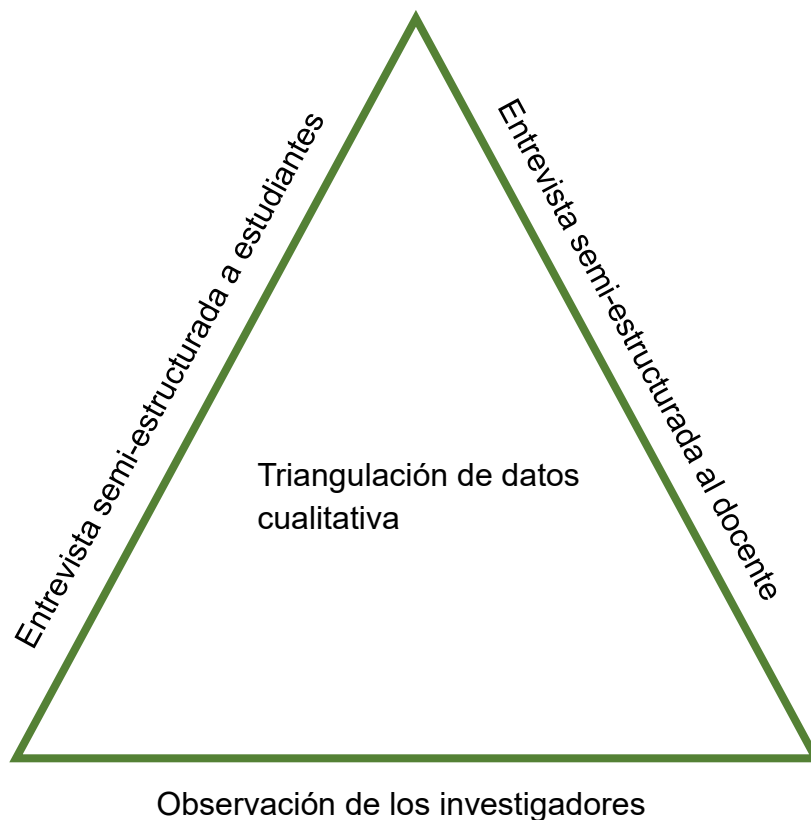 Entrevista semi-estructurada a estudiantes
Entrevista semi-estructurada al docente
Triangulación de datos
cualitativa
Observación de los investigadores